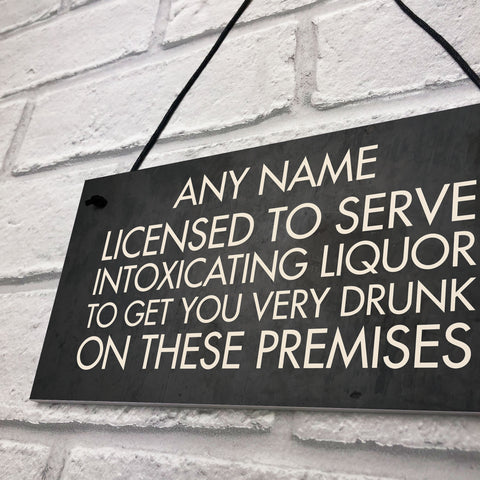 ANY NAME
LICENSED TO SERVE
INTOXICATING LIQUOR
TO GET YOU VERY DRUNK
ON THESE PREMISES